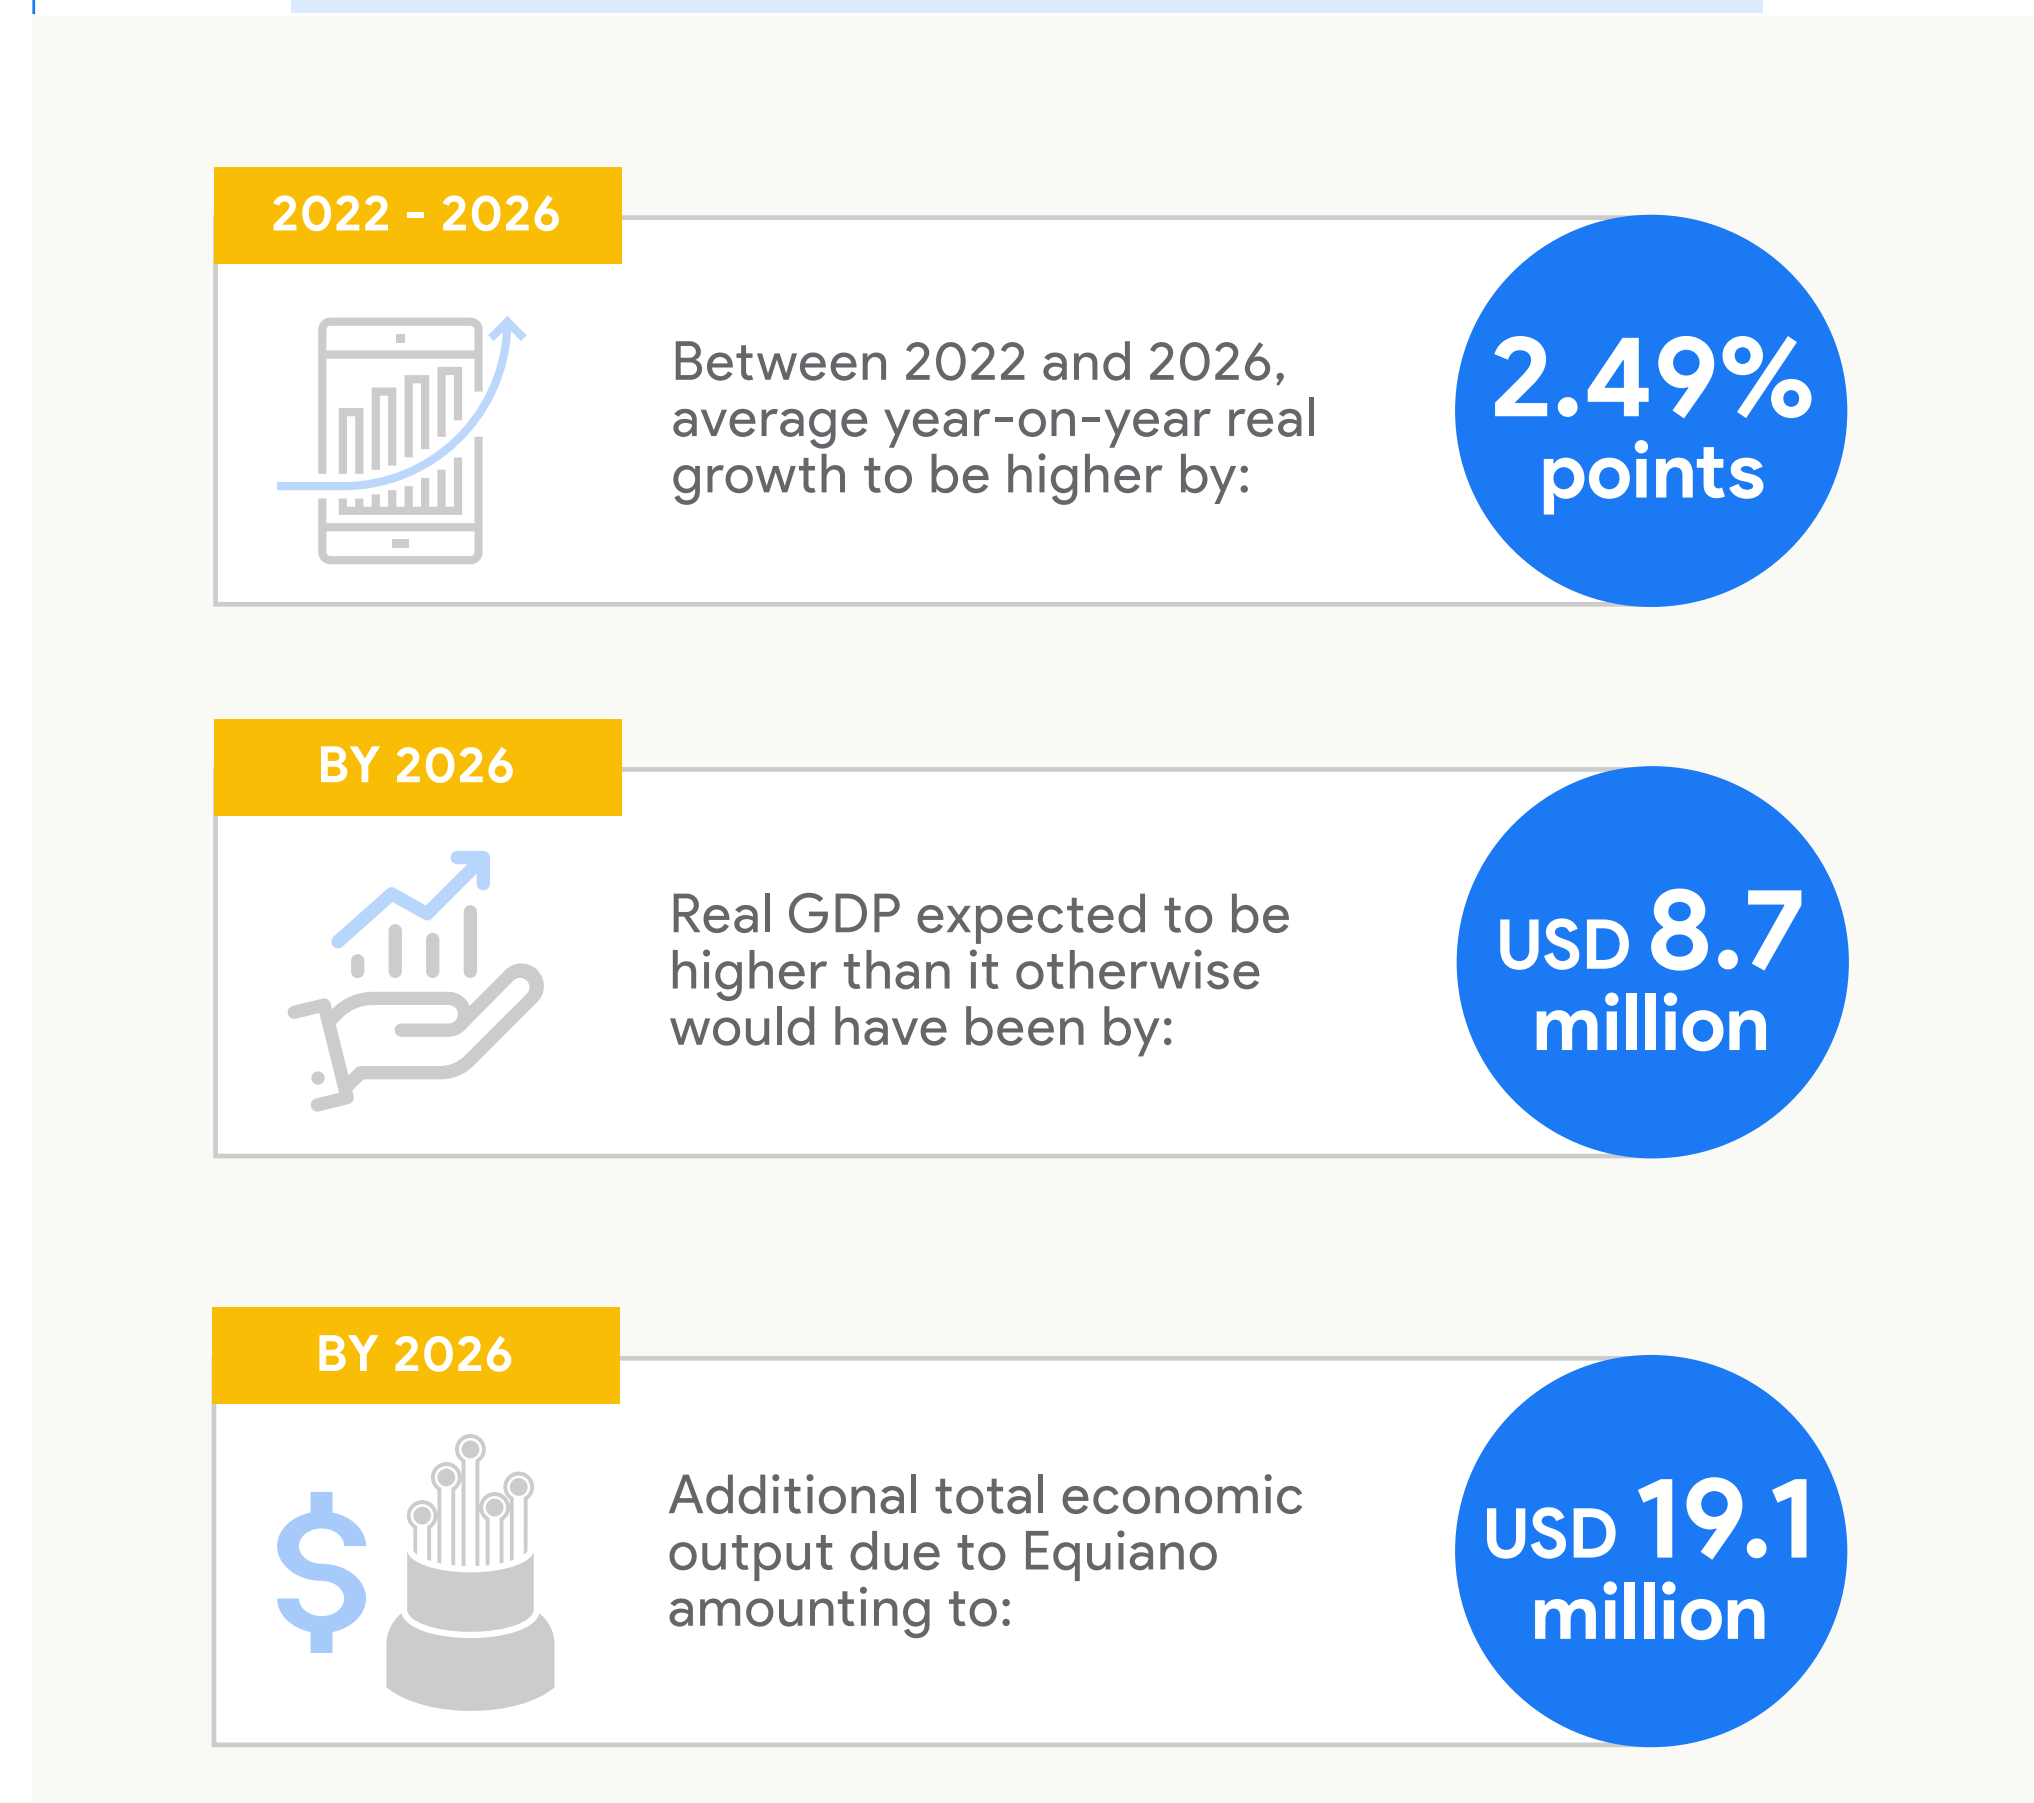 2022 - 2026
Between 2022 and 2026,
average year-on-year real
growth to be higher by:
2.49%
points
BY 2026
Real GDP expected to be
higher than it otherwise
would have been by:
USD 8.7
million
BY 2026
Additional total economic
output due to Equiano
amounting to:
USD 19.1
million